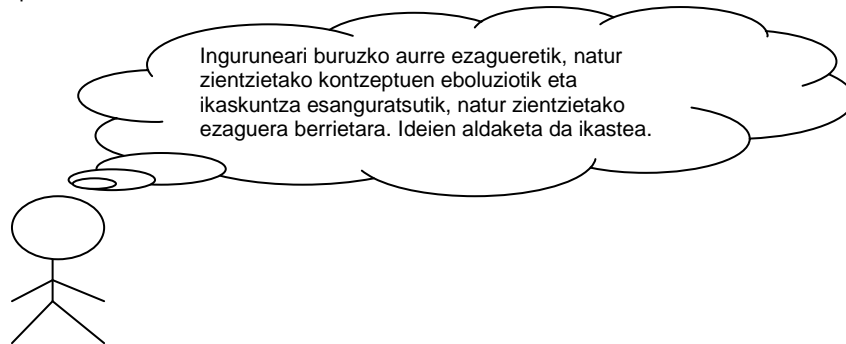 Inguruneari buruzko aurre ezagueretik, natur
zientzietako kontzeptuen eboluziotik eta
ikaskuntza esanguratsutik, natur zientzietako
ezaguera berrietara. Ideien aldaketa da ikastea.